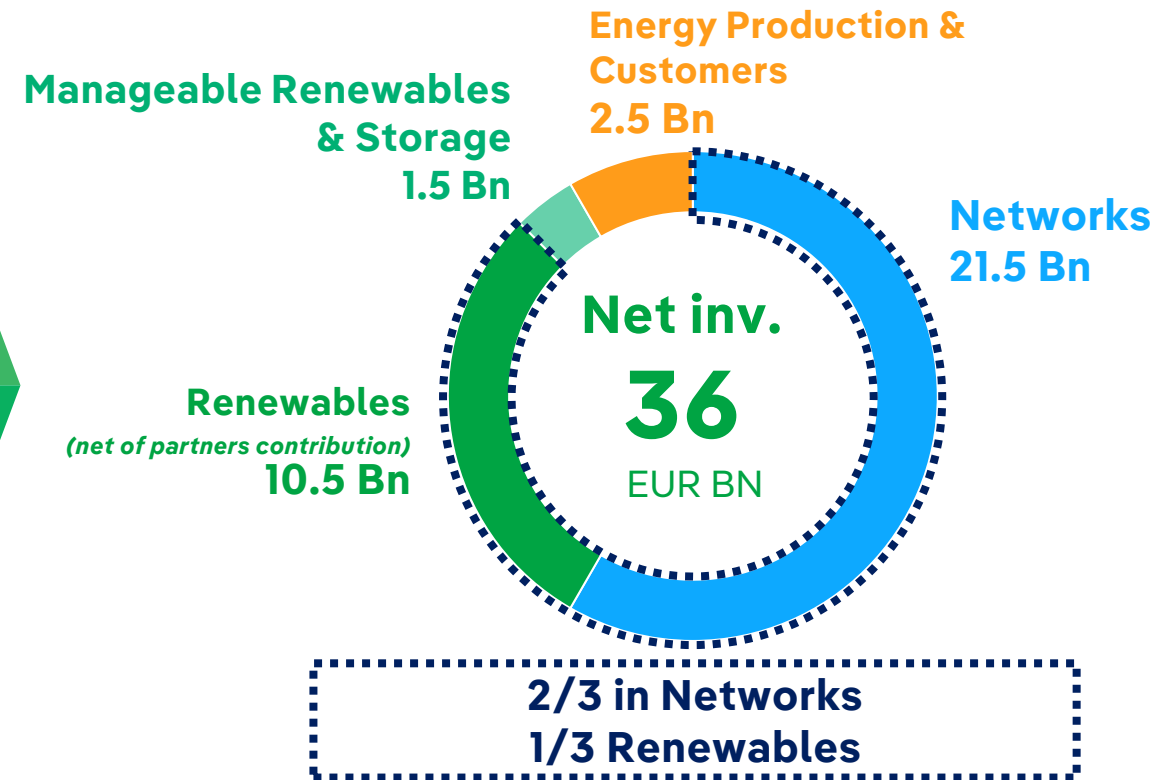 Energy Production &
Customers
2.5 Bn
Manageable Renewables
& Storage
1.5 Bn
Networks
21.5 Bn
Net inv.
36
EUR BN
Renewables
(net of partners contribution)
10.5 Bn
2/3 in Networks
1/3 Renewables